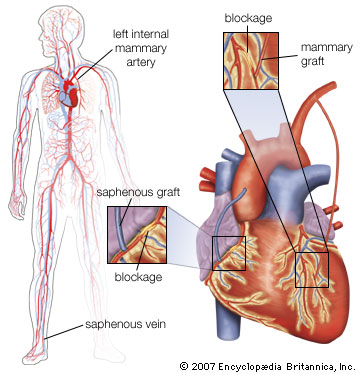 blockage
left internal
mammary
artery
mammary
graft
saphenous graft
blockage
saphenous vein
© 2007 Encyclopædia Britannica, Inc.